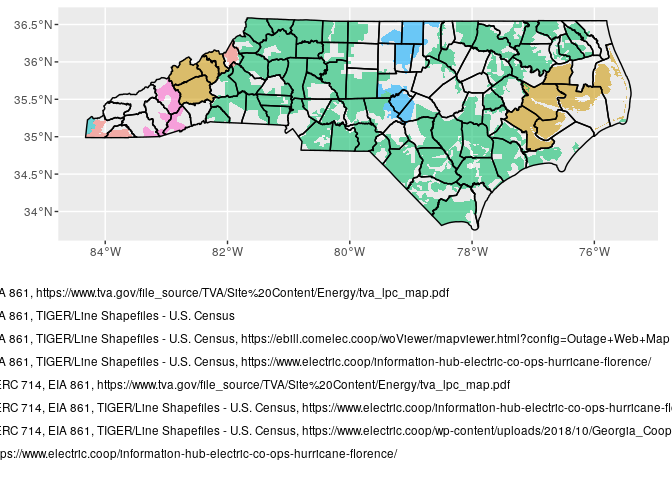 36.5°N
36°N
35.5°N
35°N
34.5°N
34°N
84°W 82°W 80°W 78°W 76°W
A 861, https://www.tva.gov/file_source/TVA/Site%20Content/Energy/tva_lpc_map.pdf
A 861, TIGER/Line Shapefiles - U.S. Census
A 861, TIGER/Line Shapefiles - U.S. Census, https://ebill.comelec.coop/woViewer/mapviewer.html?config=Outage+Web+Map
A 861, TIGER/Line Shapefiles - U.S. Census, https://www.electric.coop/information-hub-electric-co-ops-hurricane-florence/
ERC 714, EIA 861, https://www.tva.gov/file_source/TVA/Site%20Content/Energy/tva_lpc_map.pdf
ERC 714, EIA 861, TIGER/Line Shapefiles - U.S. Census, https://www.electric.coop/information-hub-electric-co-ops-hurricane-fl
ERC 714, EIA 861, TIGER/Line Shapefiles - U.S. Census, https://www.electric.coop/wp-content/uploads/2018/10/Georgia_Coop
ps://www.electric.coop/information-hub-electric-co-ops-hurricane-florence/